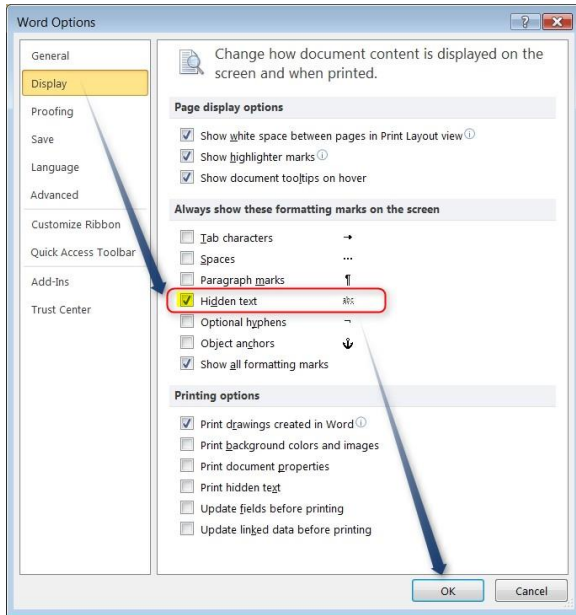 Word Options
General
Display
Proofing
Save
Language
Advanced
Customize Ribbon
Quick Access Toolbar
Add-Ins
Trust Center
Change how document content is displayed on the
screen and when printed.
Page display options
Show white space between pages in Print Layout view
Show highlighter marks
Show document tooltips on hover
Always show these formatting marks on the screen
Tab characters →
Spaces ···
Paragraph marks ¶
Hidden text abc
Optional hyphens ¬
Object anchors
Show all formatting marks
Printing options
Print drawings created in Word
Print background colors and images
Print document properties
Print hidden text
Update fields before printing
Update linked data before printing
OK Cancel